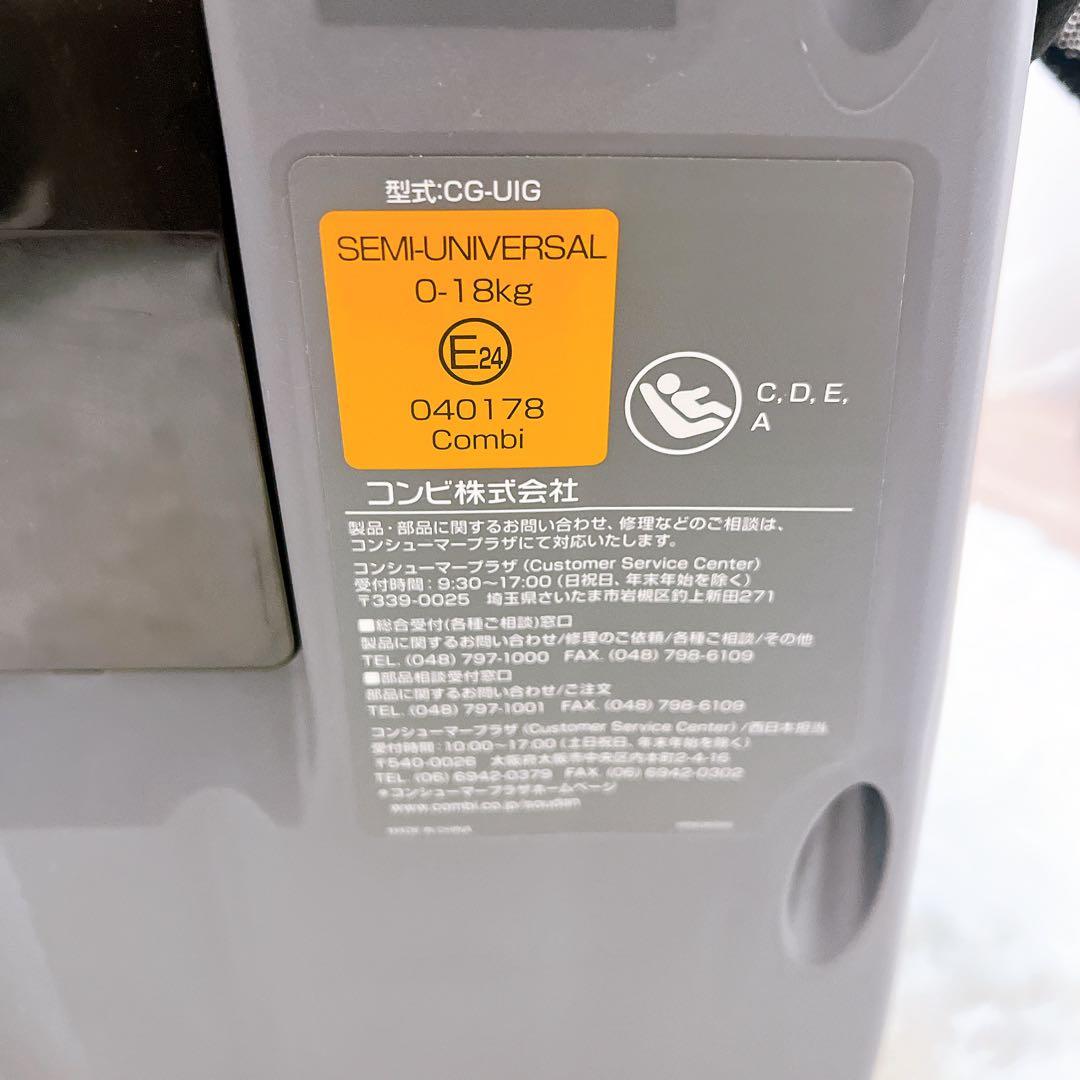 型式:CG-UIG
SEMI-UNIVERSAL
0-18kg
E24
040178
Combi
C, D, E,
A
コンビ株式会社
製品・部品に関するお問い合わせ、修理などのご相談は、
コンシューマープラザにて対応いたします。
コンシューマープラザ (Customer Service Center)
受付時間：9:30～17:00 (日祝日、年末年始を除く)
〒339-0025 埼玉県さいたま市岩槻区釣上新田271
■総合受付(各種ご相談)窓口
製品に関するお問い合わせ/修理のご依頼/各種ご相談/その他
TEL. (048) 797-1000 FAX. (048) 798-6109
■部品相談受付窓口
部品に関するお問い合わせ/ご注文
TEL. (048) 797-1001 FAX. (048) 798-6109
コンシューマープラザ (Customer Service Center) /西日本担当
受付時間：10:00～17:00 (土日祝日、年末年始を除く)
〒540-0026 大阪府大阪市中央区内本町2-4-16
TEL. (06) 6942-0379 FAX. (06) 6942-0302
＊コンシューマープラザホームページ
www.combi.co.jp/soudan
MADE IN CHINA